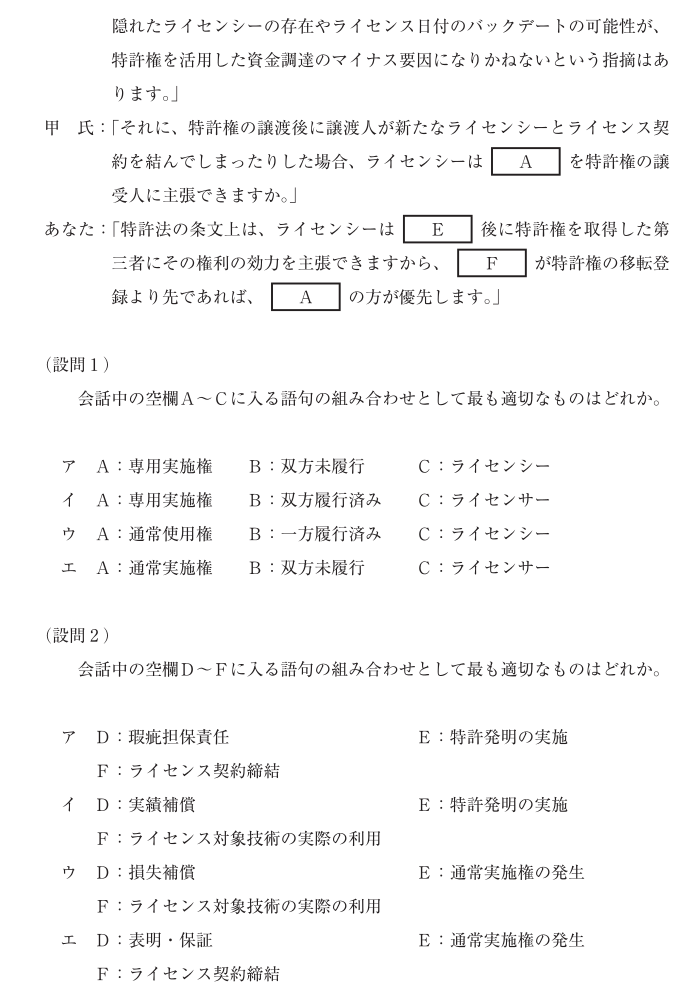 隠れたライセンシーの存在やライセンス日付のバックデートの可能性が、
特許権を活用した資金調達のマイナス要因になりかねないという指摘はあ
ります。」
甲　氏：「それに、特許権の譲渡後に譲渡人が新たなライセンシーとライセンス契
約を結んでしまったりした場合、ライセンシーは A を特許権の譲
受人に主張できますか。」
あなた：「特許法の条文上は、ライセンシーは E 後に特許権を取得した第
三者にその権利の効力を主張できますから、 F が特許権の移転登
録より先であれば、 A の方が優先します。」
（設問１）
会話中の空欄Ａ～Ｃに入る語句の組み合わせとして最も適切なものはどれか。
ア　Ａ：専用実施権　Ｂ：双方未履行　Ｃ：ライセンシー
イ　Ａ：専用実施権　Ｂ：双方履行済み　Ｃ：ライセンサー
ウ　Ａ：通常使用権　Ｂ：一方履行済み　Ｃ：ライセンシー
エ　Ａ：通常実施権　Ｂ：双方未履行　Ｃ：ライセンサー
（設問２）
会話中の空欄Ｄ～Ｆに入る語句の組み合わせとして最も適切なものはどれか。
ア　Ｄ：瑕疵担保責任　Ｅ：特許発明の実施
Ｆ：ライセンス契約締結
イ　Ｄ：実績補償　Ｅ：特許発明の実施
Ｆ：ライセンス対象技術の実際の利用
ウ　Ｄ：損失補償　Ｅ：通常実施権の発生
Ｆ：ライセンス対象技術の実際の利用
エ　Ｄ：表明・保証　Ｅ：通常実施権の発生
Ｆ：ライセンス契約締結